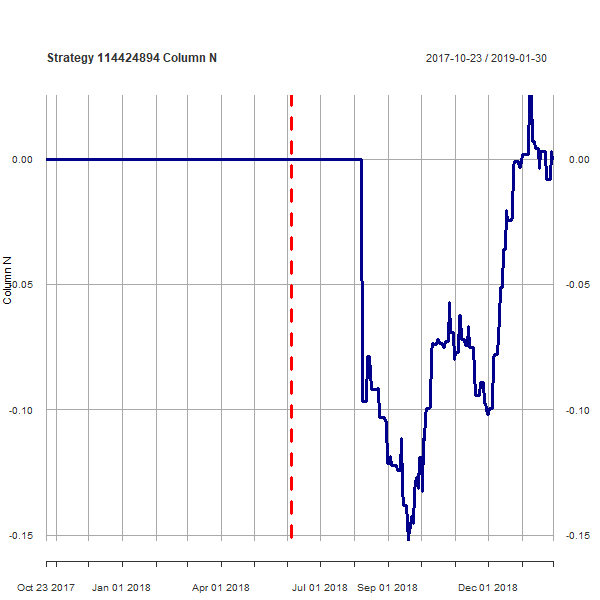 Strategy 114424894 Column N
2017-10-23 / 2019-01-30
0.00 0.00
-0.05 -0.05
-0.10 -0.10
-0.15 -0.15
Column N
Oct 23 2017 Jan 01 2018 Apr 01 2018 Jul 01 2018 Sep 01 2018 Dec 01 2018